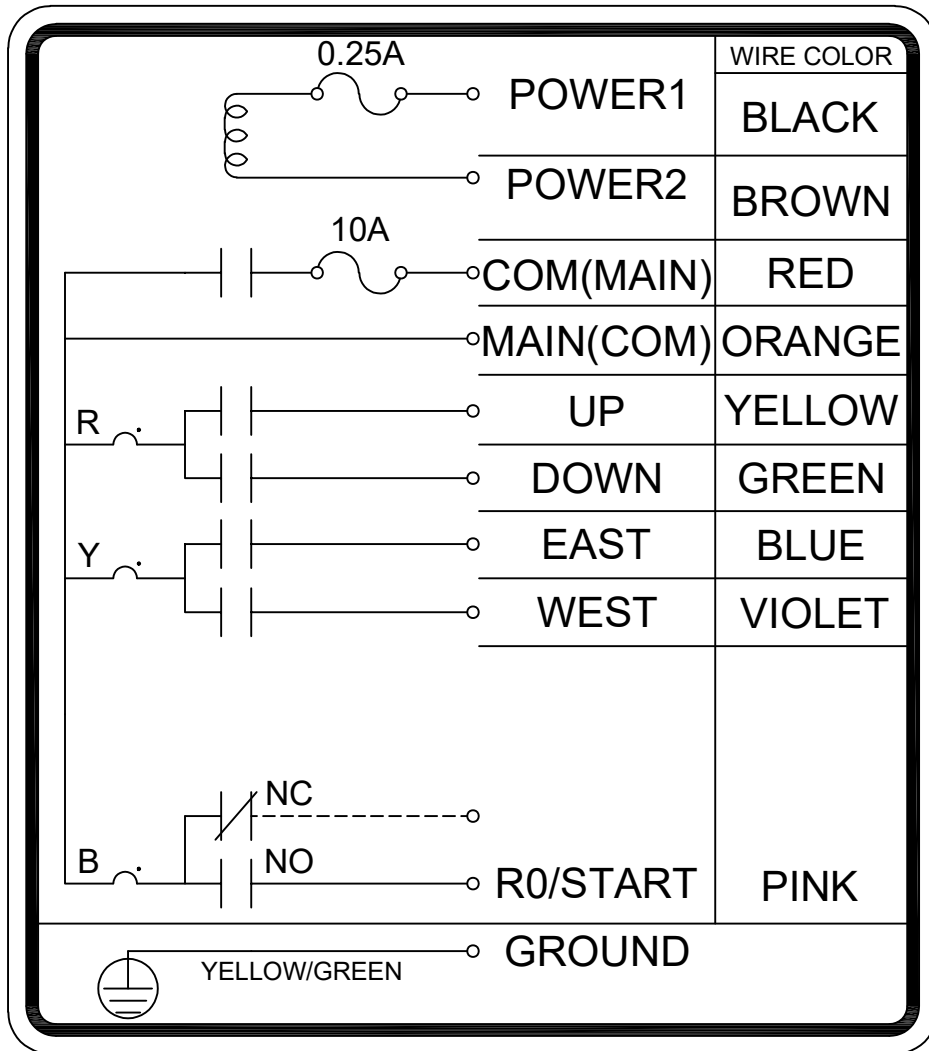 0.25A
WIRE COLOR
POWER1
BLACK
POWER2
BROWN
10A
COM(MAIN)
RED
MAIN(COM)
ORANGE
R
UP
YELLOW
DOWN
GREEN
Y
EAST
BLUE
WEST
VIOLET
NC
B
NO
R0/START
PINK
GROUND
YELLOW/GREEN